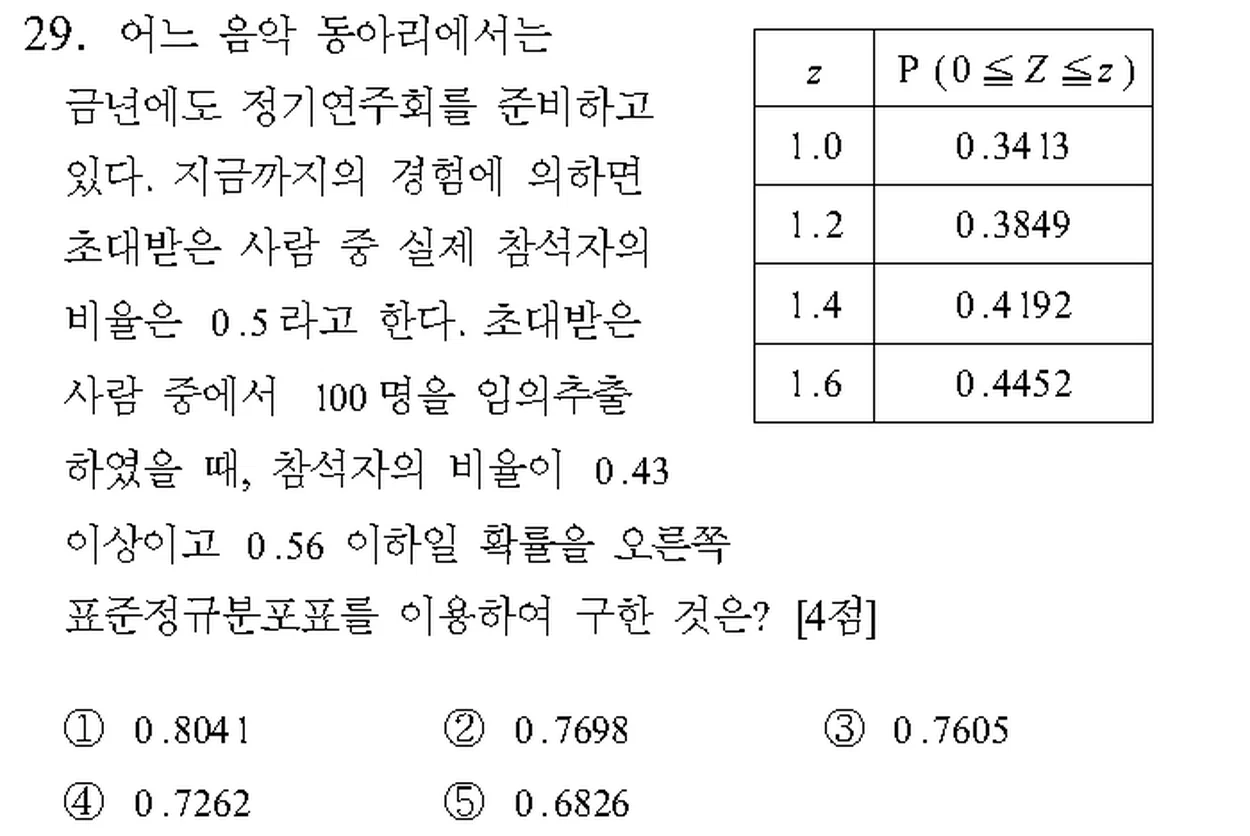 29. 어느 음악 동아리에서는
금년에도 정기연주회를 준비하고
있다. 지금까지의 경험에 의하면
초대받은 사람 중 실제 참석자의
비율은 0.5라고 한다. 초대받은
사람 중에서 100명을 임의추출
하였을 때, 참석자의 비율이 0.43
이상이고 0.56 이하일 확률을 오른쪽
표준정규분포표를 이용하여 구한 것은? [4점]
z P(0≦Z≦z)
1.0 0.3413
1.2 0.3849
1.4 0.4192
1.6 0.4452
① 0.8041 ② 0.7698 ③ 0.7605
④ 0.7262 ⑤ 0.6826